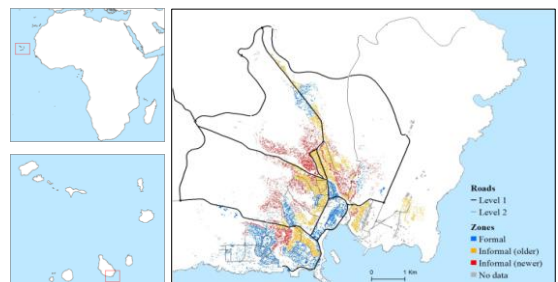 Roads
Level 1
Level 2
Zones
Formal
Informal (older)
Informal (newer)
No data
0 1 Km